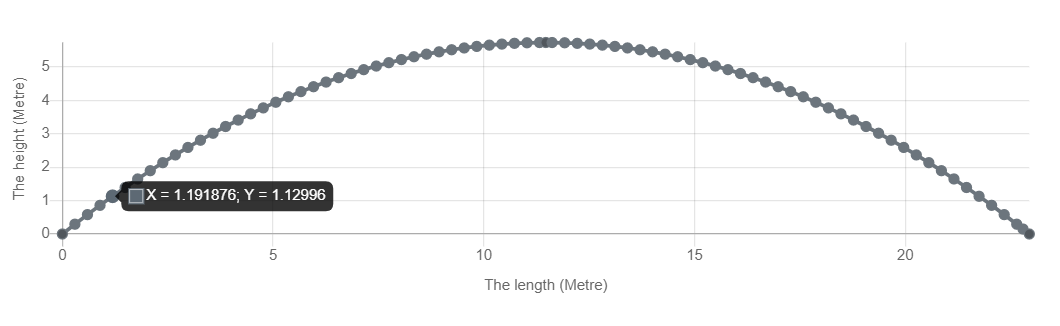 The height (Metre)
5
4
3
2
1
0
X = 1.191876; Y = 1.12996
0 5 10 15 20
The length (Metre)